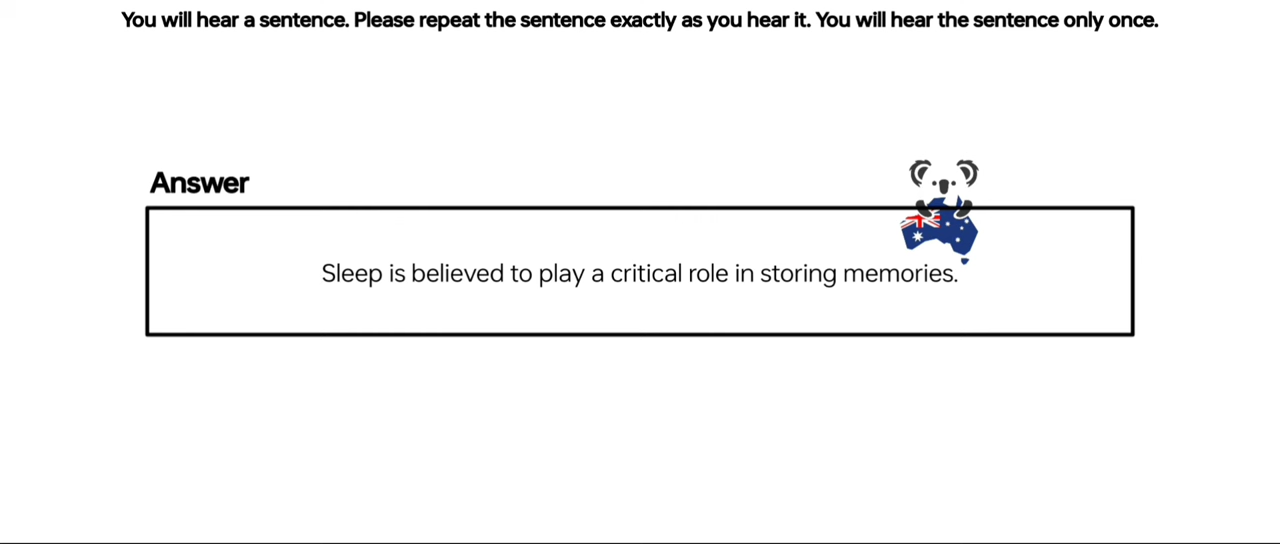 You will hear a sentence. Please repeat the sentence exactly as you hear it. You will hear the sentence only once.
Answer
Sleep is believed to play a critical role in storing memories.